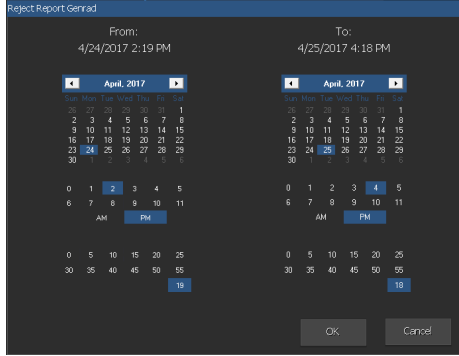 Reject Report Genrad
From: To:
4/24/2017 2:19 PM 4/25/2017 4:18 PM
April, 2017 April, 2017
Sun Mon Tue Wed Thu Fri Sat Sun Mon Tue Wed Thu Fri Sat
26 27 28 29 30 31 1 26 27 28 29 30 31 1
2 3 4 5 6 7 8 2 3 4 5 6 7 8
9 10 11 12 13 14 15 9 10 11 12 13 14 15
16 17 18 19 20 21 22 16 17 18 19 20 21 22
23 24 25 26 27 28 29 23 24 25 26 27 28 29
30 1 2 3 4 5 6 30 1 2 3 4 5 6
0 1 2 3 4 5 0 1 2 3 4 5
6 7 8 9 10 11 6 7 8 9 10 11
AM PM AM PM
0 5 10 15 20 25 0 5 10 15 20 25
30 35 40 45 50 55 30 35 40 45 50 55
19 18
OK Cancel